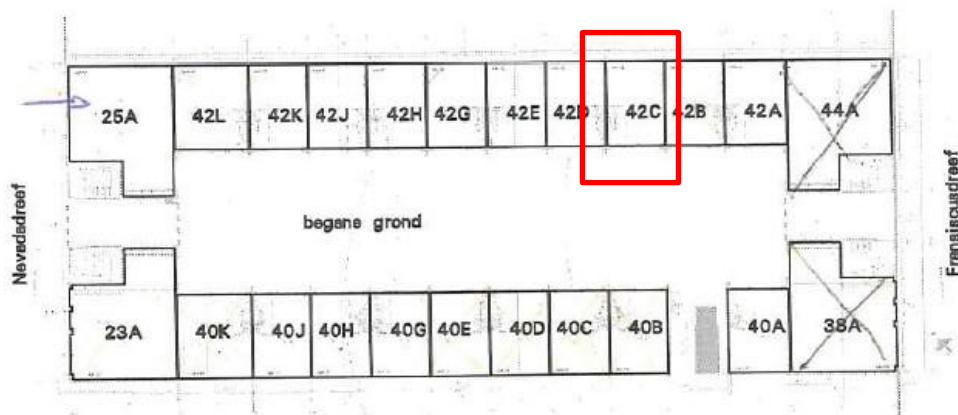 25A 42L 42K 42J 42H 42G 42E 42D 42C 42B 42A 44A
Nevadadreef
begane grond
Franciscusdreef
23A 40K 40J 40H 40G 40E 40D 40C 40B 40A 38A